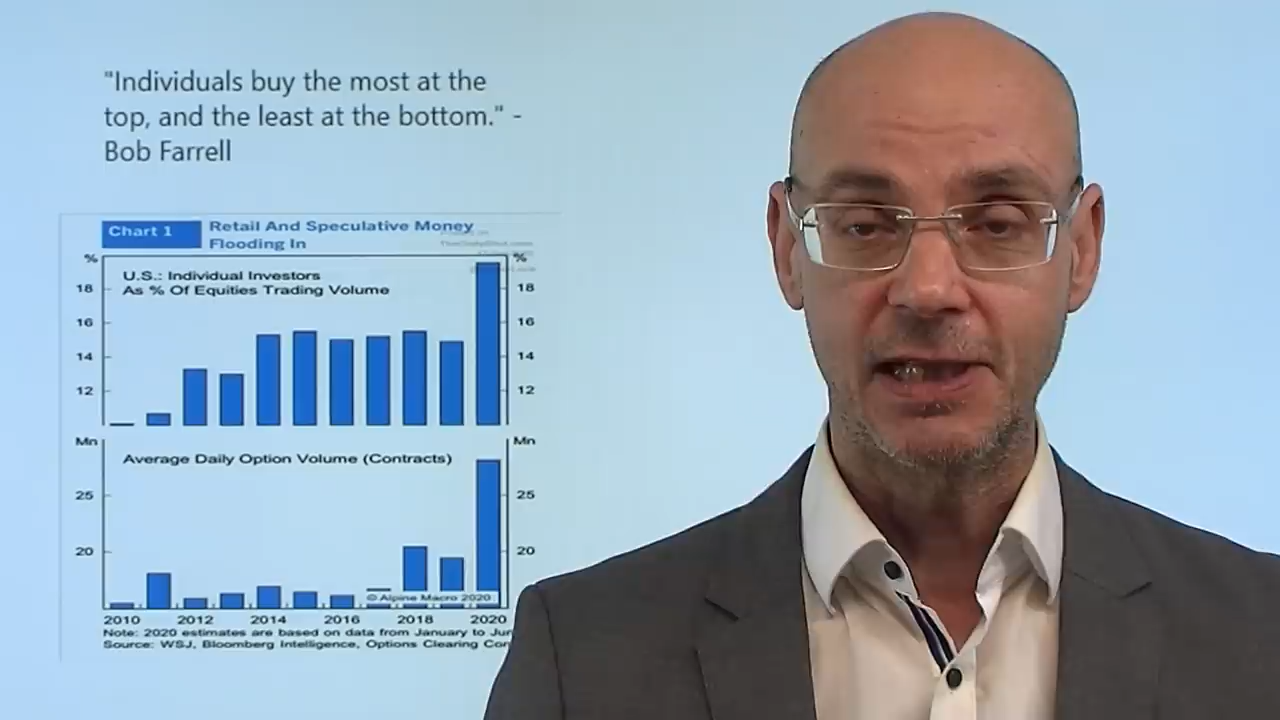 "Individuals buy the most at the
top, and the least at the bottom." -
Bob Farrell
Chart 1
Retail And Speculative Money
Flooding In
% %
U.S.: Individual Investors
As % Of Equities Trading Volume
18 18
16 16
14 14
12 12
Mn Mn
Average Daily Option Volume (Contracts)
25 25
20 20
© Alpine Macro 2020
2010 2012 2014 2016 2018 2020
Note: 2020 estimates are based on data from January to Jun
Source: WSJ, Bloomberg Intelligence, Options Clearing Cor